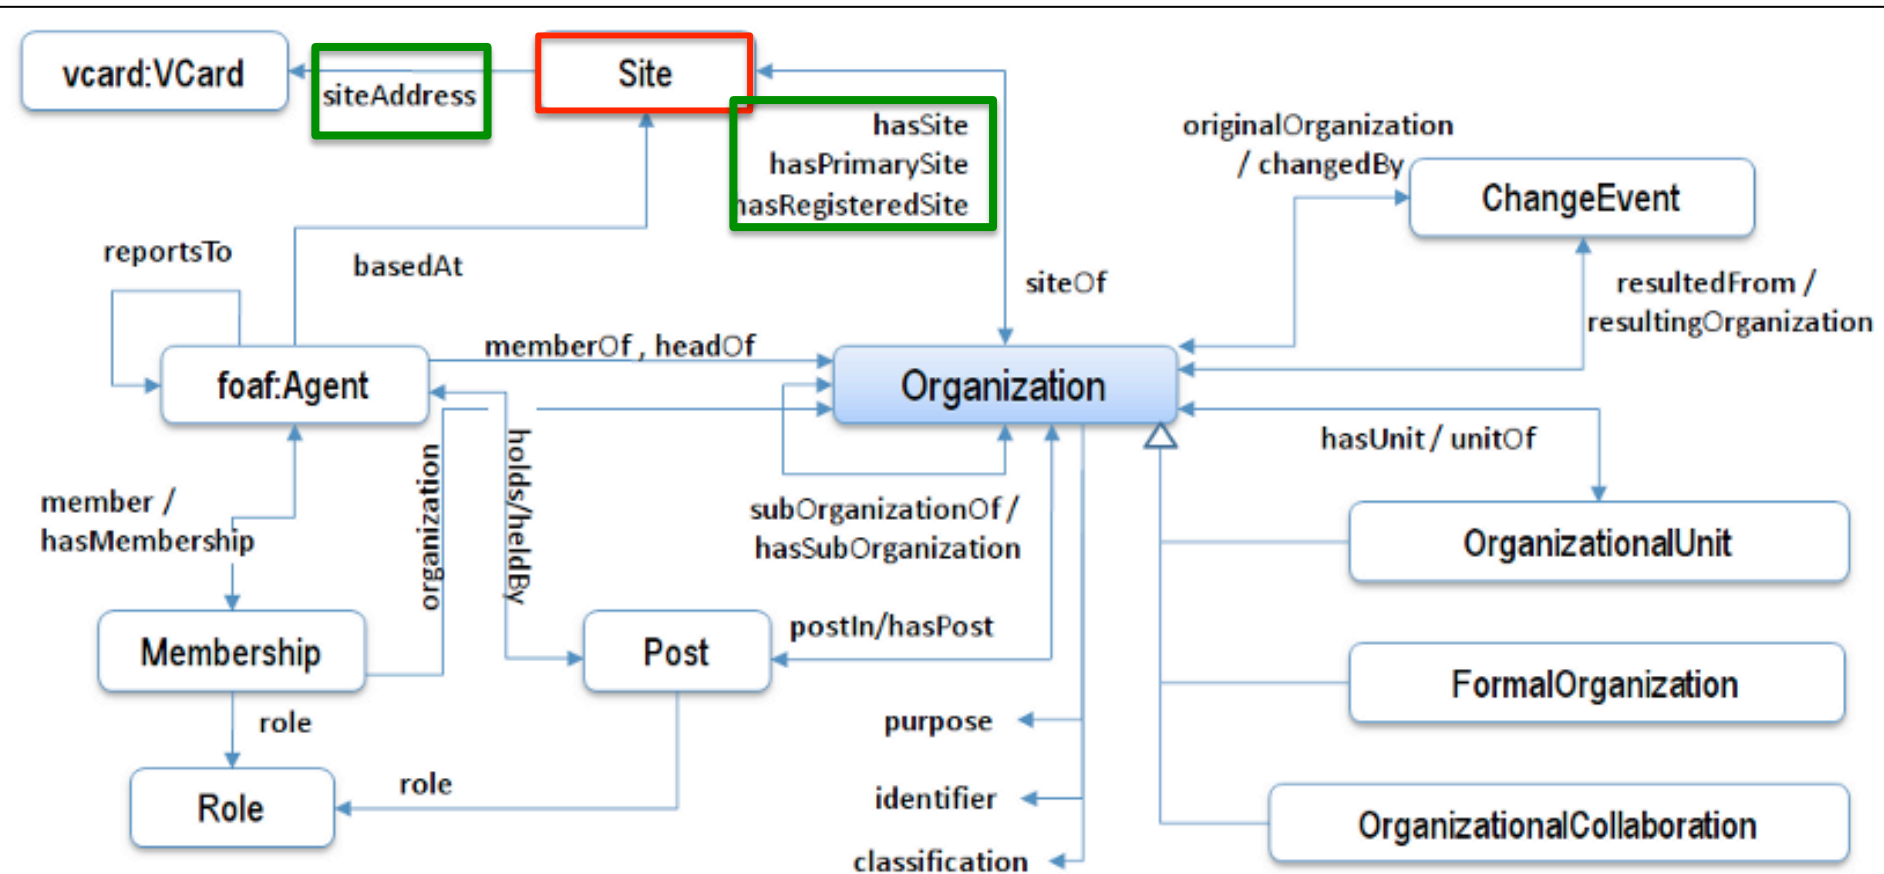 vcard:VCard
siteAddress
Site
hasSite
hasPrimarySite
hasRegisteredSite
originalOrganization
/ changedBy
ChangeEvent
reportsTo
basedAt
siteOf
resultedFrom /
resultingOrganization
memberOf , headOf
foaf:Agent
Organization
hasUnit / unitOf
member /
hasMembership
organization
holds/heldBy
subOrganizationOf /
hasSubOrganization
OrganizationalUnit
postIn/hasPost
Membership
Post
FormalOrganization
role
purpose
role
identifier
Role
OrganizationalCollaboration
classification